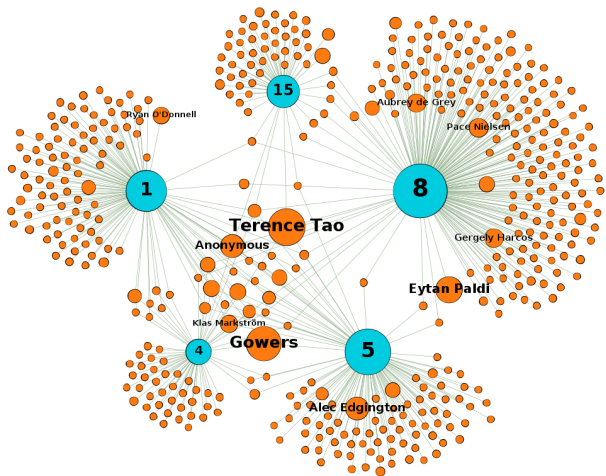 15
Aubrey de Grey
Ryan O'Donnell
Pace Nielsen
1
8
Terence Tao
Anonymous
Gergely Harcos
Eytan Paldi
Klas Markström
Gowers
4
5
Alec Edgington